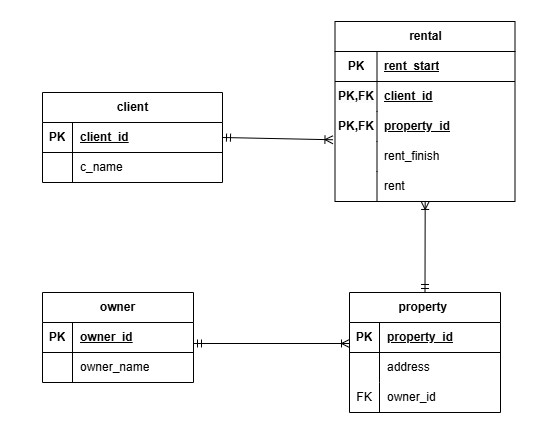 rental
PK rent_start
PK,FK client_id
PK,FK property_id
rent_finish
rent
client
PK client_id
c_name
owner
PK owner_id
owner_name
property
PK property_id
address
FK owner_id